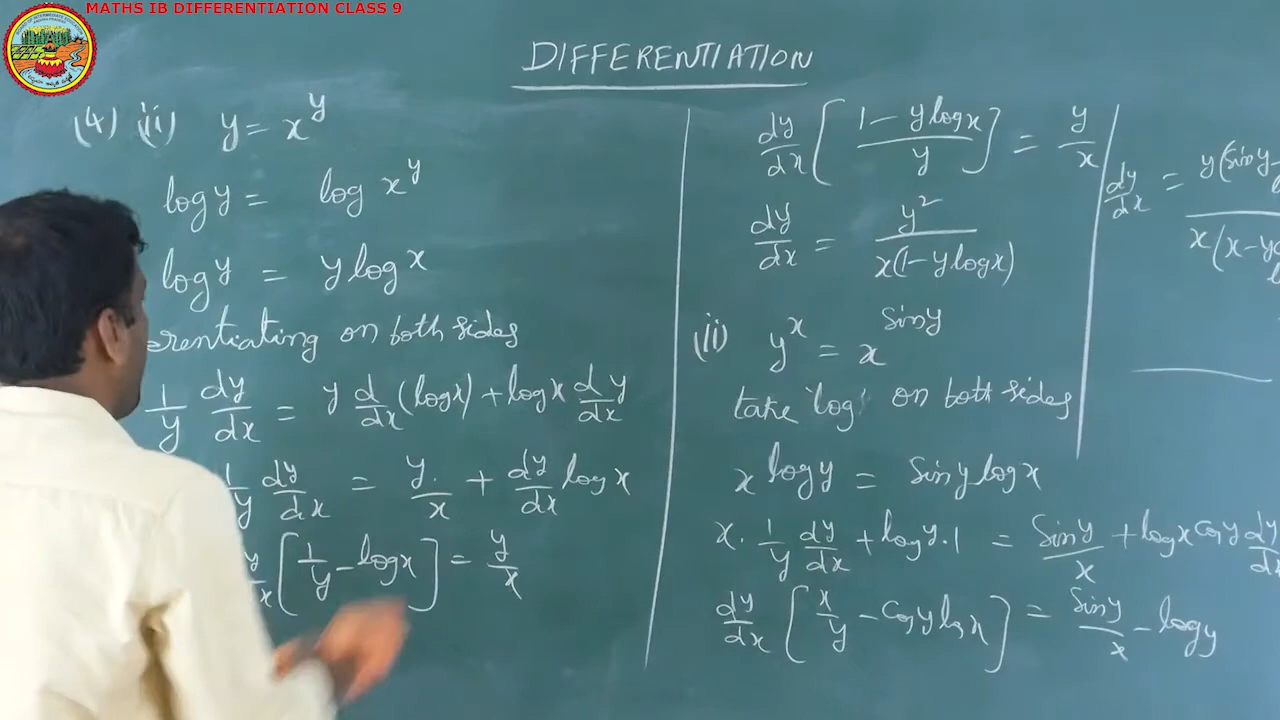 MATHS IB DIFFERENTIATION CLASS 9
DIFFERENTIATION
(4) (ii) y = x^y
log y = log x^y
log y = y log x
erentiating on both sides
1/y dy/dx = y d/dx (log x) + log x d y/dx
1/y dy/dx = y./x + dy/dx log x
y/x [1/y - log x] = y/x
dy/dx [(1 - y log x)/y] = y/x
dy/dx = y²/(x(1 - y log x))
(ii) y^x = x^(sin y)
take 'log' on both sides
x log y = sin y log x
x · 1/y dy/dx + log y · 1 = sin y/x + log x cos y dy/dx
dy/dx [x/y - cos y log x] = sin y/x - log y
dy/dx = y(sin y -
x(x - y